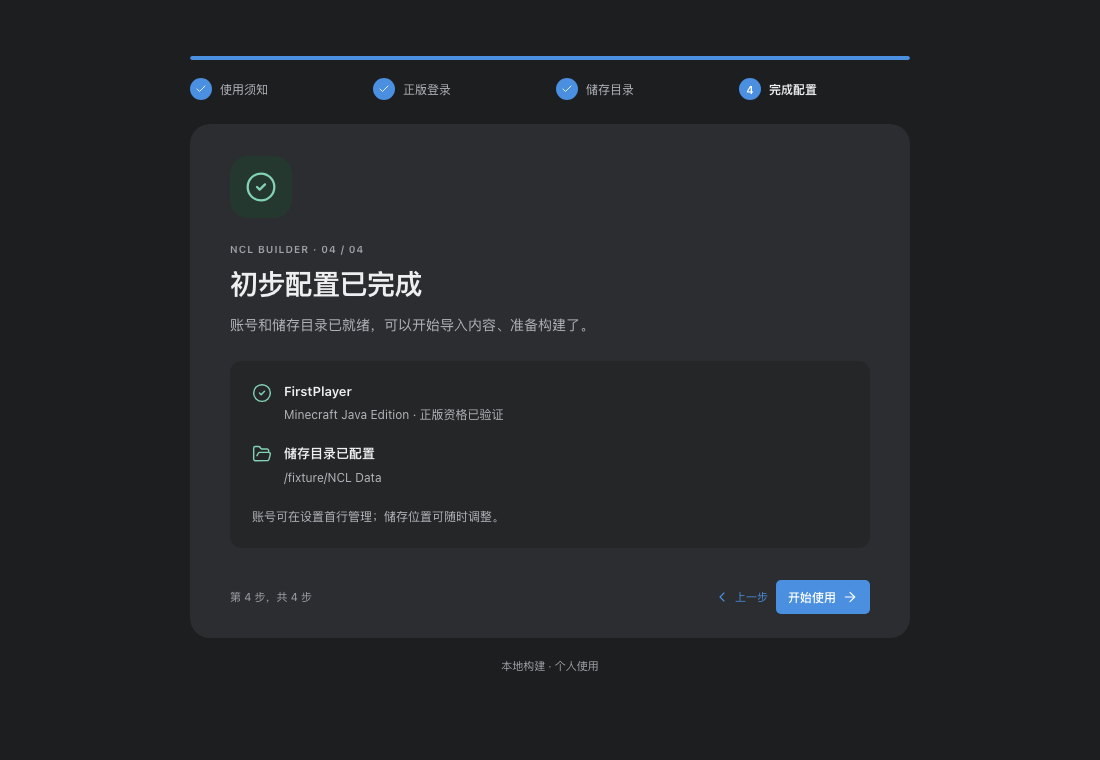 使用须知
正版登录
储存目录
4 完成配置
NCL BUILDER · 04 / 04
初步配置已完成
账号和储存目录已就绪，可以开始导入内容、准备构建了。
FirstPlayer
Minecraft Java Edition · 正版资格已验证
储存目录已配置
/fixture/NCL Data
账号可在设置首行管理；储存位置可随时调整。
第 4 步，共 4 步
上一步
开始使用
本地构建 · 个人使用